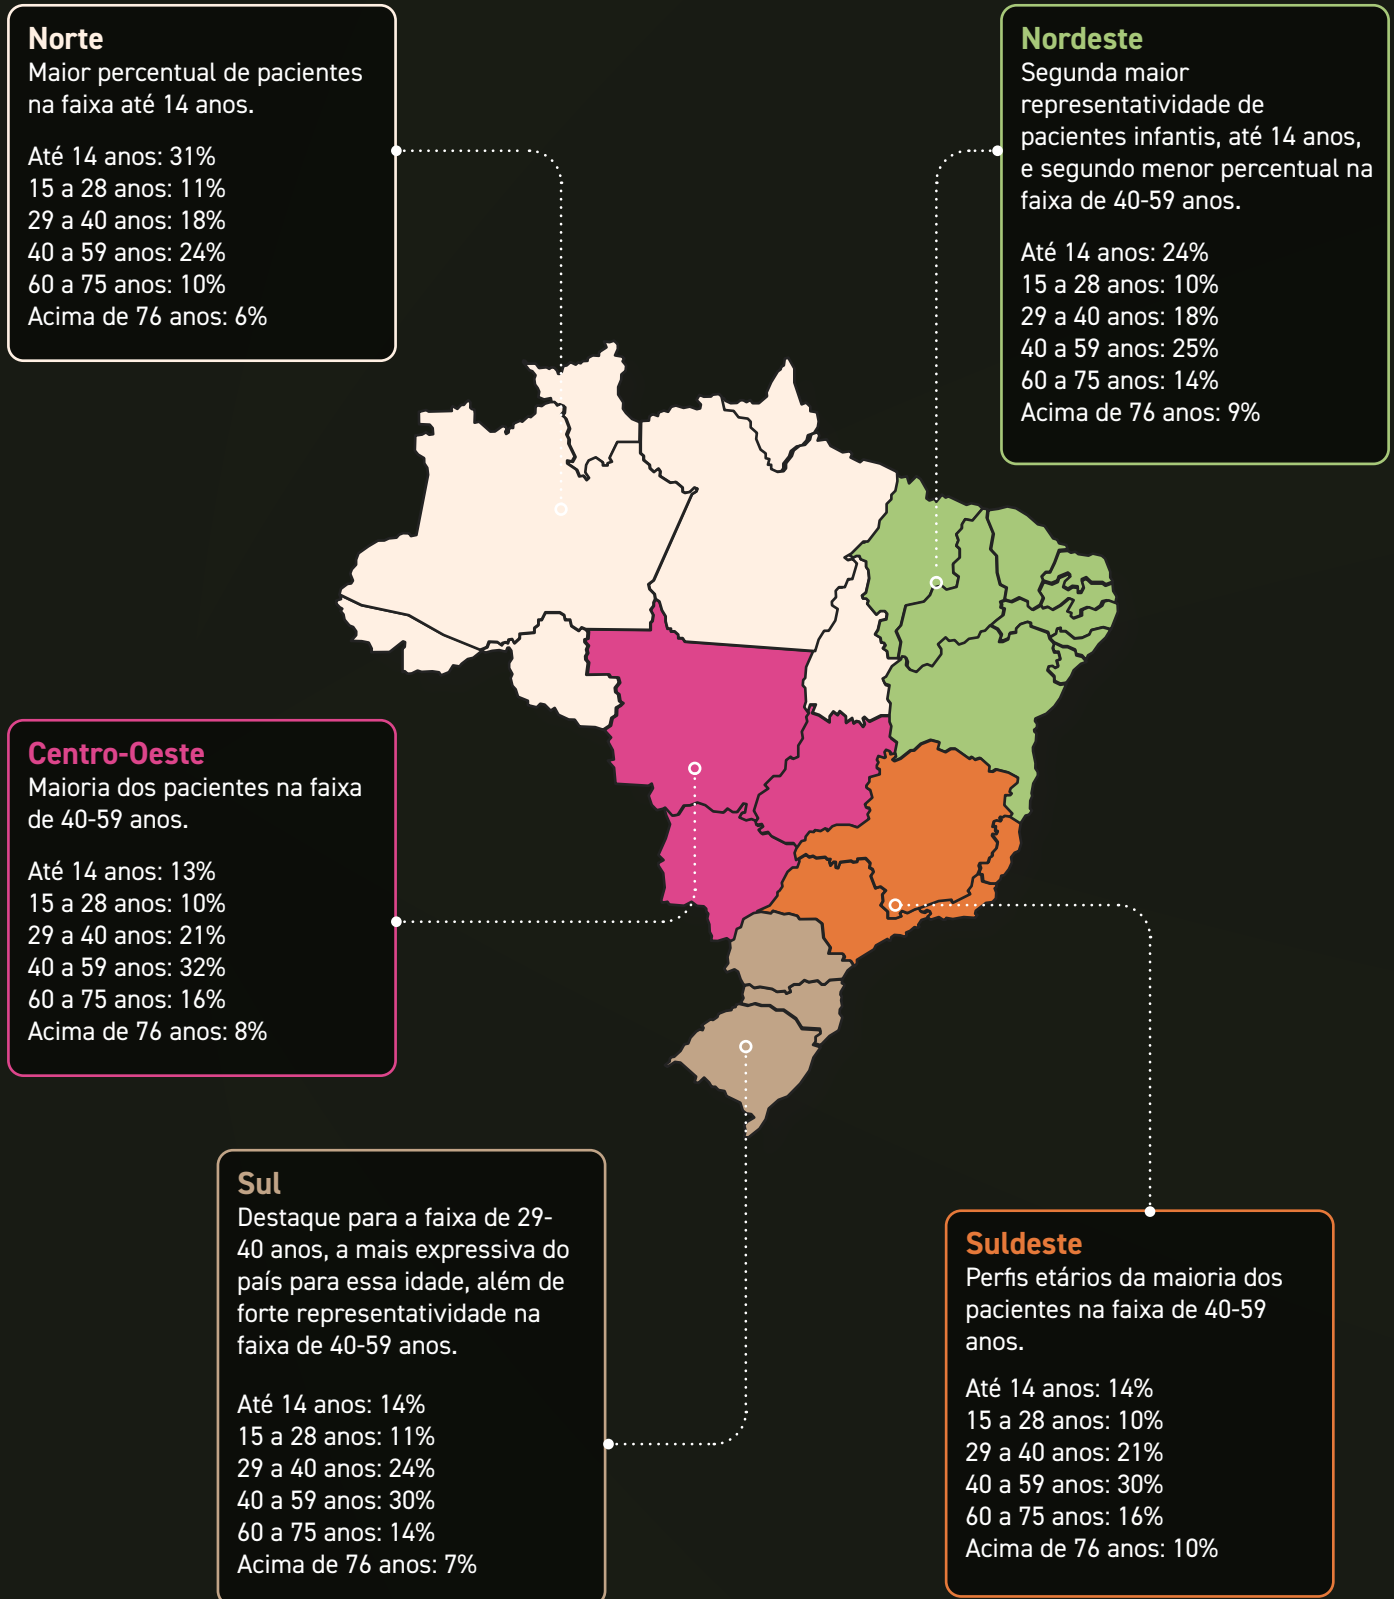 Norte
Maior percentual de pacientes
na faixa até 14 anos.
Até 14 anos: 31%
15 a 28 anos: 11%
29 a 40 anos: 18%
40 a 59 anos: 24%
60 a 75 anos: 10%
Acima de 76 anos: 6%
Nordeste
Segunda maior
representatividade de
pacientes infantis, até 14 anos,
e segundo menor percentual na
faixa de 40-59 anos.
Até 14 anos: 24%
15 a 28 anos: 10%
29 a 40 anos: 18%
40 a 59 anos: 25%
60 a 75 anos: 14%
Acima de 76 anos: 9%
Centro-Oeste
Maioria dos pacientes na faixa
de 40-59 anos.
Até 14 anos: 13%
15 a 28 anos: 10%
29 a 40 anos: 21%
40 a 59 anos: 32%
60 a 75 anos: 16%
Acima de 76 anos: 8%
Sul
Destaque para a faixa de 29-
40 anos, a mais expressiva do
país para essa idade, além de
forte representatividade na
faixa de 40-59 anos.
Até 14 anos: 14%
15 a 28 anos: 11%
29 a 40 anos: 24%
40 a 59 anos: 30%
60 a 75 anos: 14%
Acima de 76 anos: 7%
Suldeste
Perfis etários da maioria dos
pacientes na faixa de 40-59
anos.
Até 14 anos: 14%
15 a 28 anos: 10%
29 a 40 anos: 21%
40 a 59 anos: 30%
60 a 75 anos: 16%
Acima de 76 anos: 10%